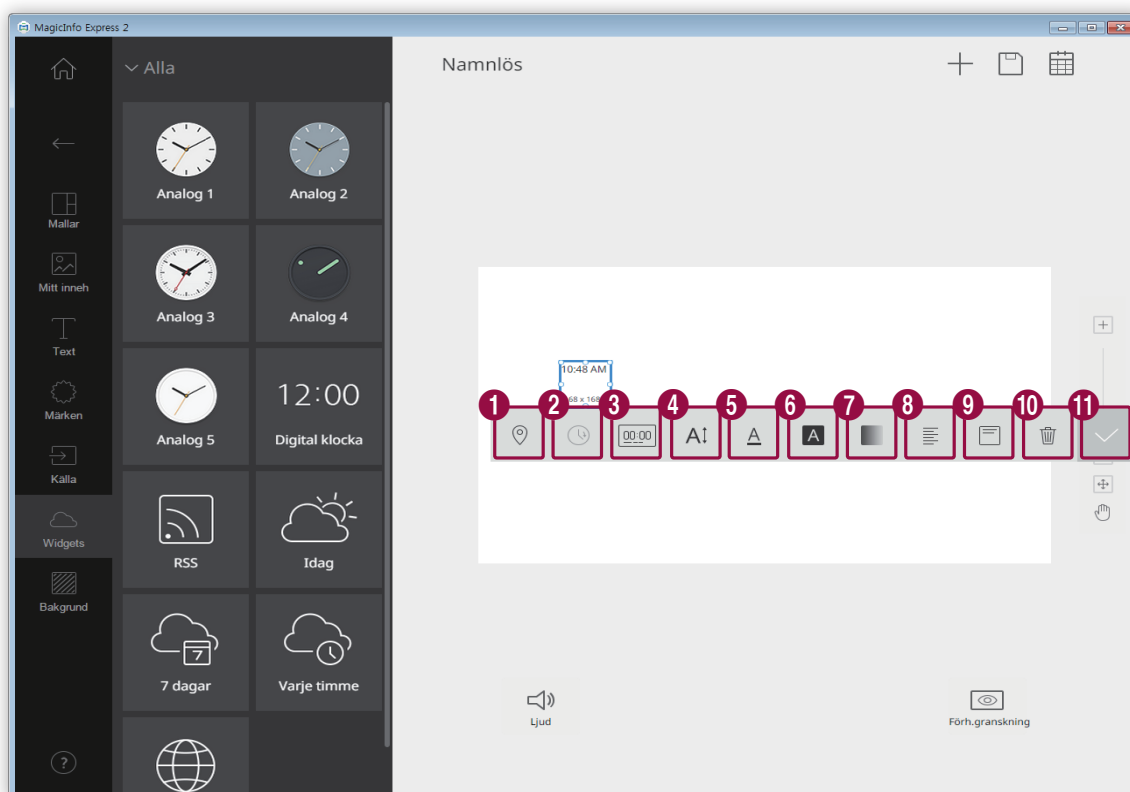 MagicInfo Express 2
Alla
Namnlös
Analog 1
Analog 2
Mallar
Mitt inneh
Analog 3
Analog 4
Text
10:48 AM
12:00
Märken
1 2 3 4 5 6 7 8 9 10 11
00:00
A A A
Analog 5
Digital klocka
Källa
Widgets
RSS
Idag
Bakgrund
7
7 dagar
Varje timme
Ljud
Förh.granskning
?